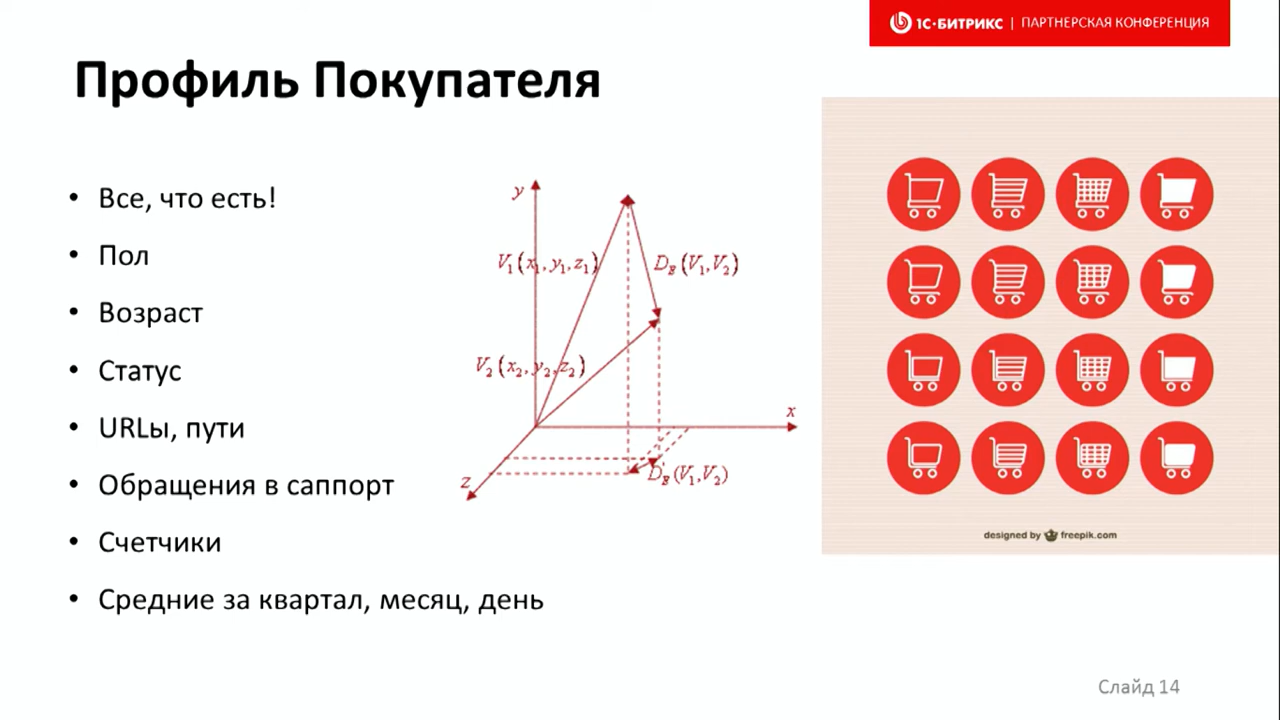 1С·БИТРИКС | ПАРТНЕРСКАЯ КОНФЕРЕНЦИЯ
Профиль Покупателя
• Все, что есть!
• Пол
• Возраст
• Статус
• URLы, пути
• Обращения в саппорт
• Счетчики
• Средние за квартал, месяц, день
y
V₁(x₁,y₁,z₁)
D_E(V₁,V₂)
V₂(x₂,y₂,z₂)
x
z
D'_E(V₁,V₂)
designed by freepik.com
Слайд 14